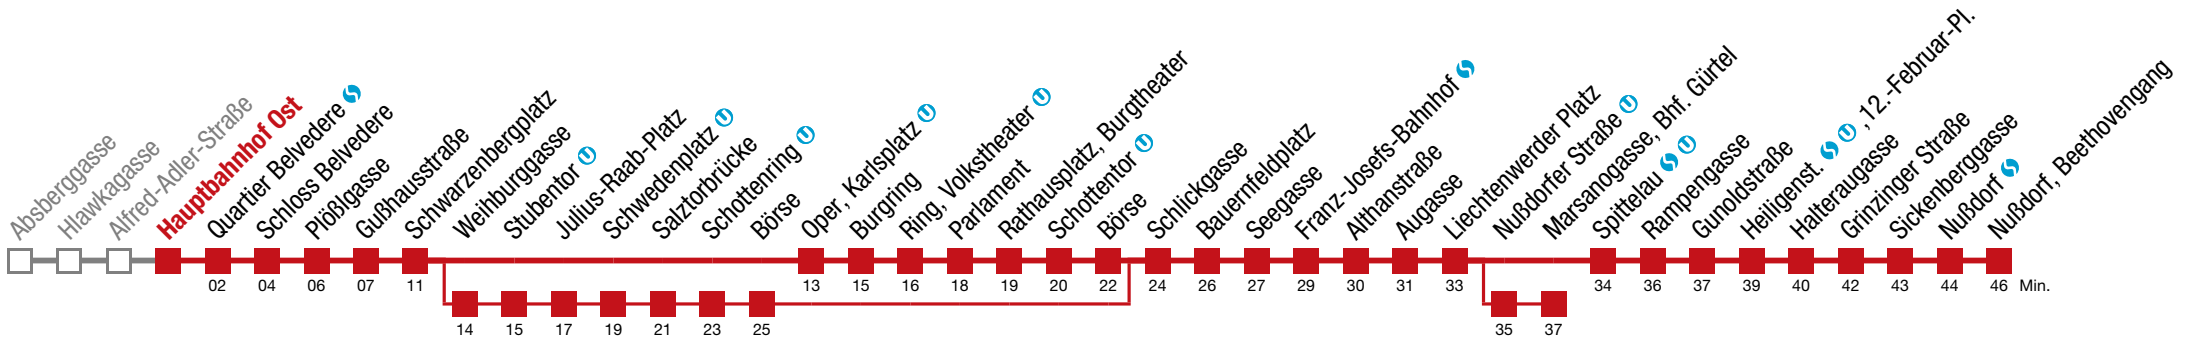 Absberggasse
Hlawkagasse
Alfred-Adler-Straße
Hauptbahnhof Ost
Quartier Belvedere
Schloss Belvedere
Plößlgasse
Gußhausstraße
Schwarzenbergplatz
Weihburggasse
Stubentor
Julius-Raab-Platz
Schwedenplatz
Salztorbrücke
Schottenring
Börse
Oper, Karlsplatz
Burgring
Ring, Volkstheater
Parlament
Rathausplatz, Burgtheater
Schottentor
Börse
Schlickgasse
Bauernfeldplatz
Seegasse
Franz-Josefs-Bahnhof
Althanstraße
Augasse
Liechtenwerder Platz
Nußdorfer Straße
Marsanogasse, Bhf. Gürtel
Spittelau
Rampengasse
Gunoldstraße
Heiligenst. S U , 12.-Februar-Pl.
Halteraugasse
Grinzinger Straße
Sickenberggasse
Nußdorf
Nußdorf, Beethovengang
02 04 06 07 11 13 15 16 18 19 20 22 24 26 27 29 30 31 33 34 36 37 39 40 42 43 44 46 Min.
14 15 17 19 21 23 25 35 37